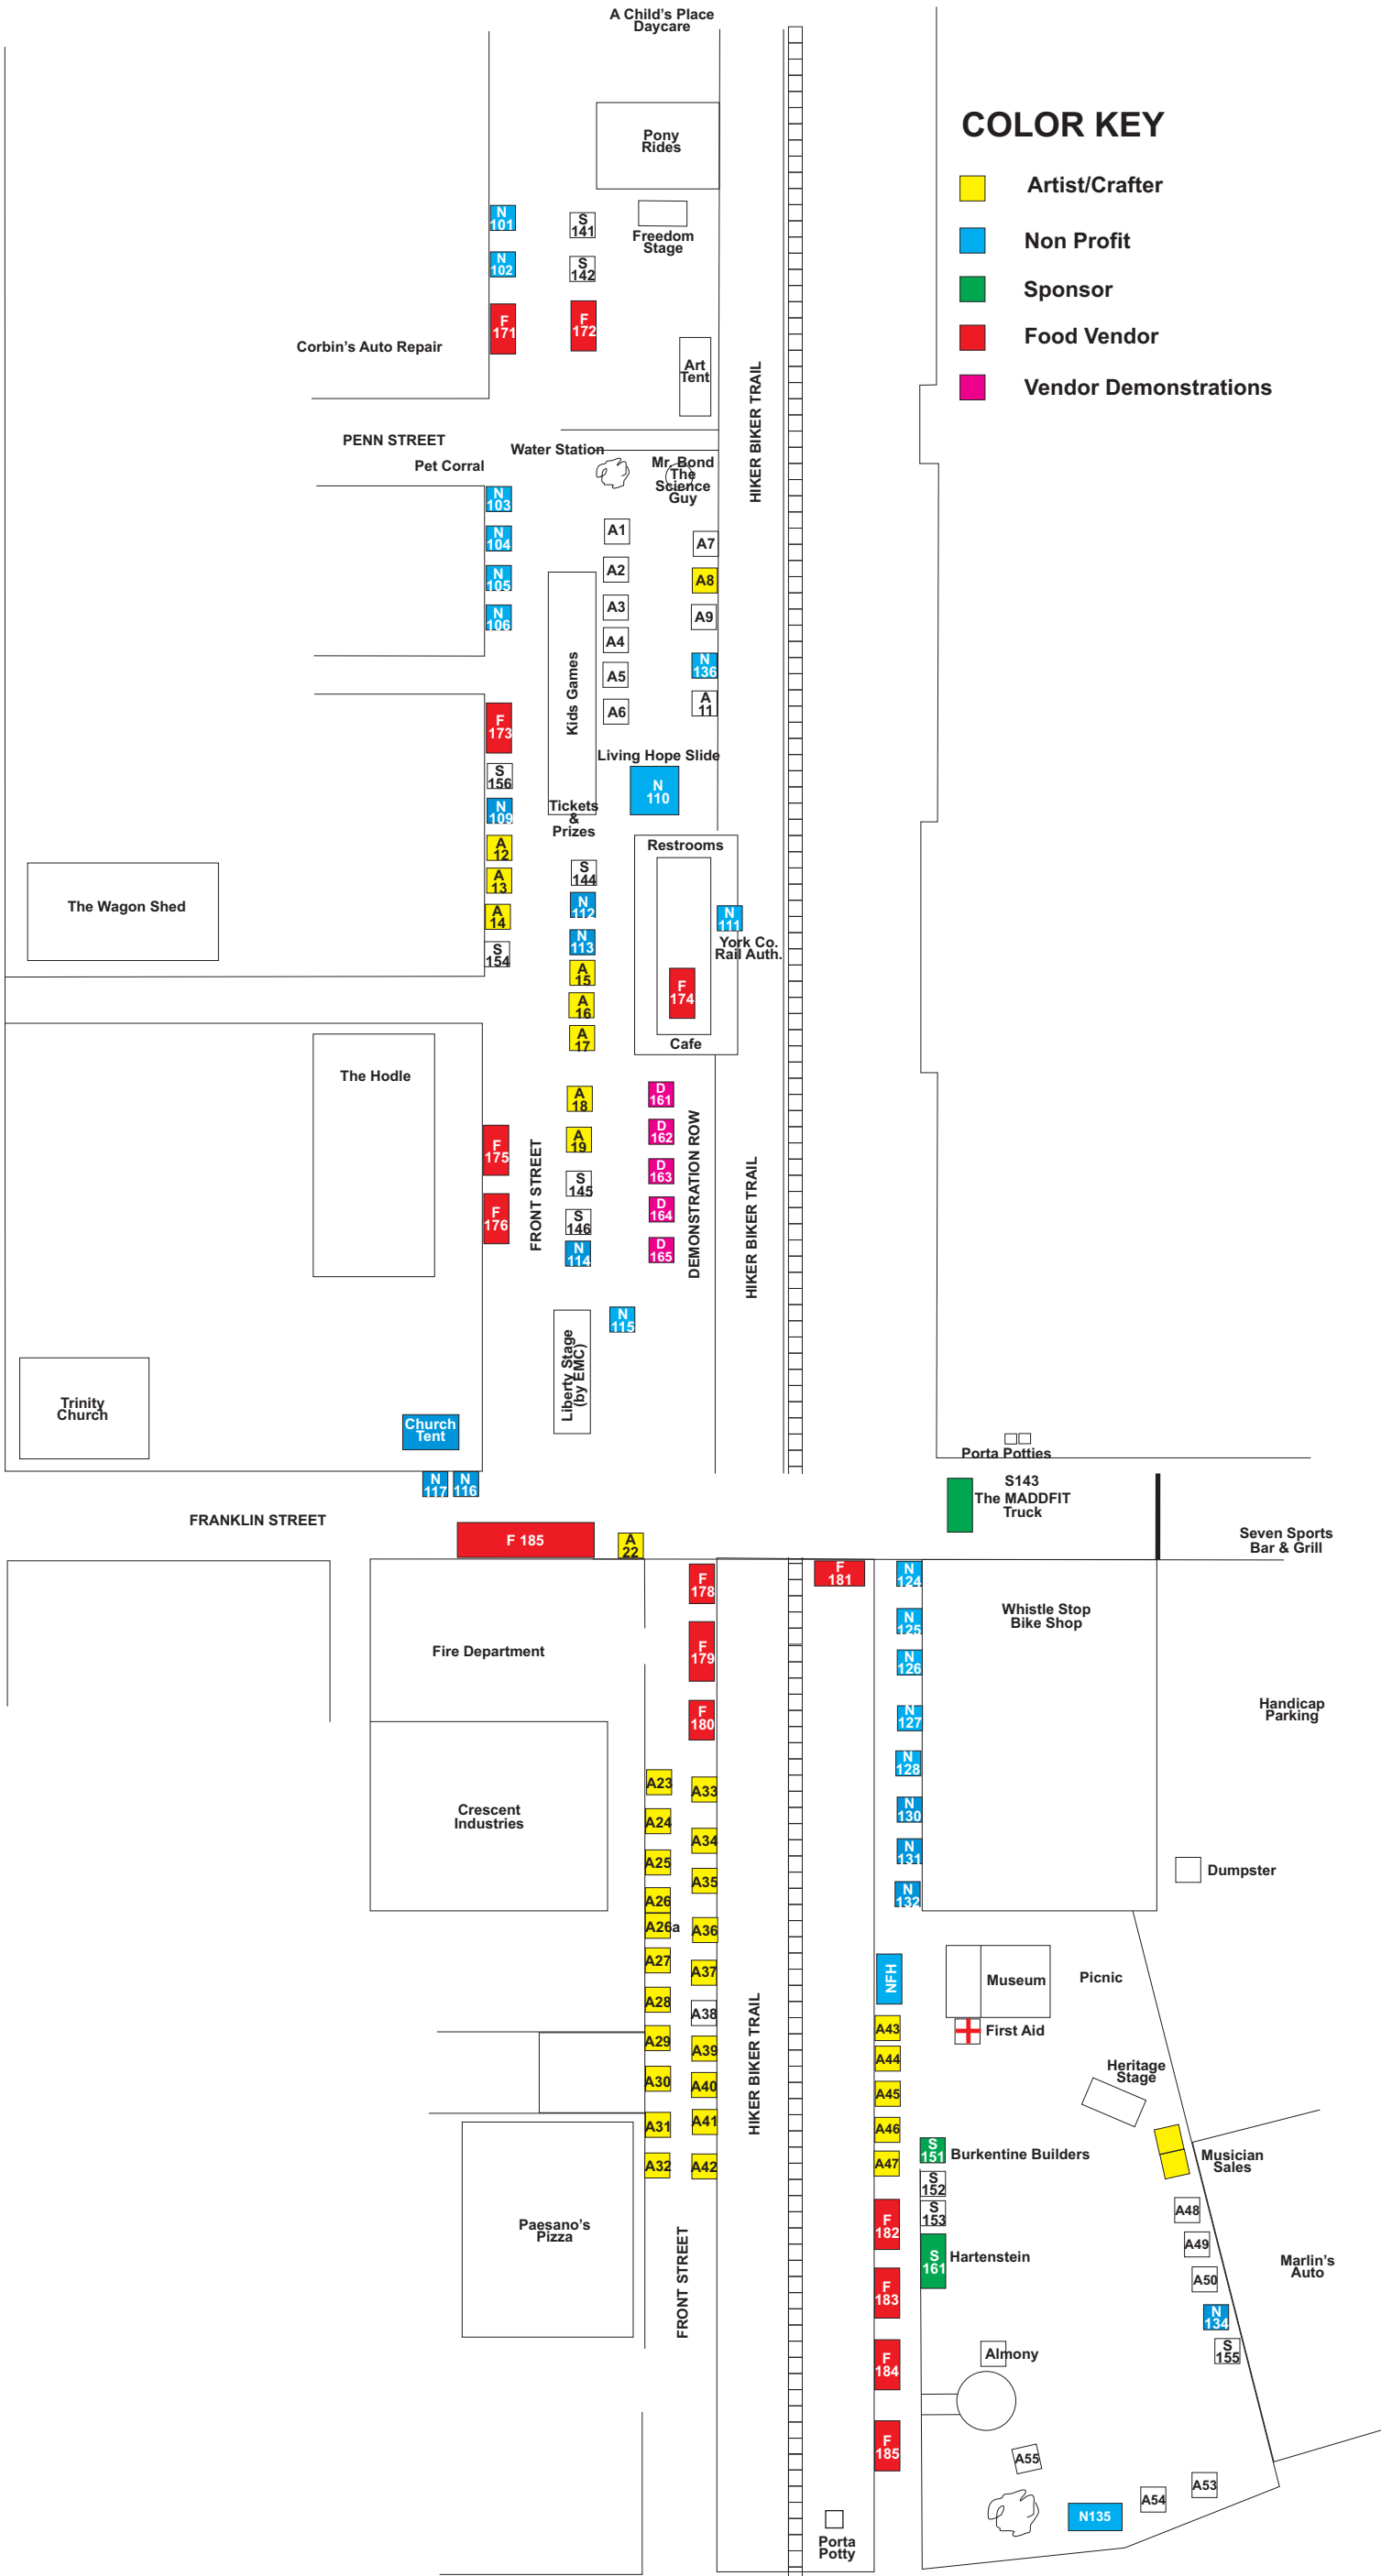 A Child's Place
Daycare
COLOR KEY
Artist/Crafter
Non Profit
Sponsor
Food Vendor
Vendor Demonstrations
Pony
Rides
N
101
S
141
Freedom
Stage
N
102
S
142
F
171
F
172
Corbin's Auto Repair
Art
Tent
HIKER BIKER TRAIL
PENN STREET
Water Station
Pet Corral
Mr. Bond
The
Science
Guy
N
103
N
104
N
105
N
106
A1
A2
A3
A4
A5
A6
A7
A8
A9
N
136
A
11
Kids Games
F
173
S
156
N
109
A
12
A
13
A
14
S
154
Living Hope Slide
N
110
Tickets
&
Prizes
Restrooms
The Wagon Shed
S
144
N
112
N
113
A
15
A
16
A
17
N
111
York Co.
Rail Auth.
F
174
Cafe
The Hodle
A
18
A
19
S
145
S
146
N
114
D
161
D
162
D
163
D
164
D
165
F
175
F
176
FRONT STREET
DEMONSTRATION ROW
HIKER BIKER TRAIL
N
115
Liberty Stage
(by EMC)
Trinity
Church
Church
Tent
N
117
N
116
Porta Potties
S143
The MADDFIT
Truck
FRANKLIN STREET
F 185
A
22
Seven Sports
Bar & Grill
F
178
F
179
F
180
F
181
N
124
N
125
N
126
N
127
N
128
N
130
N
131
N
132
Whistle Stop
Bike Shop
Fire Department
Handicap
Parking
Crescent
Industries
A23
A24
A25
A26
A26a
A27
A28
A29
A30
A31
A32
A33
A34
A35
A36
A37
A38
A39
A40
A41
A42
Dumpster
HIKER BIKER TRAIL
NFH
Museum
Picnic
First Aid
A43
A44
A45
A46
A47
Heritage
Stage
S
151
Burkentine Builders
S
152
S
153
S
161
Hartenstein
Musician
Sales
A48
A49
A50
N
134
S
155
Marlin's
Auto
Paesano's
Pizza
FRONT STREET
F
182
F
183
F
184
F
185
Almony
A55
A53
A54
N135
Porta
Potty